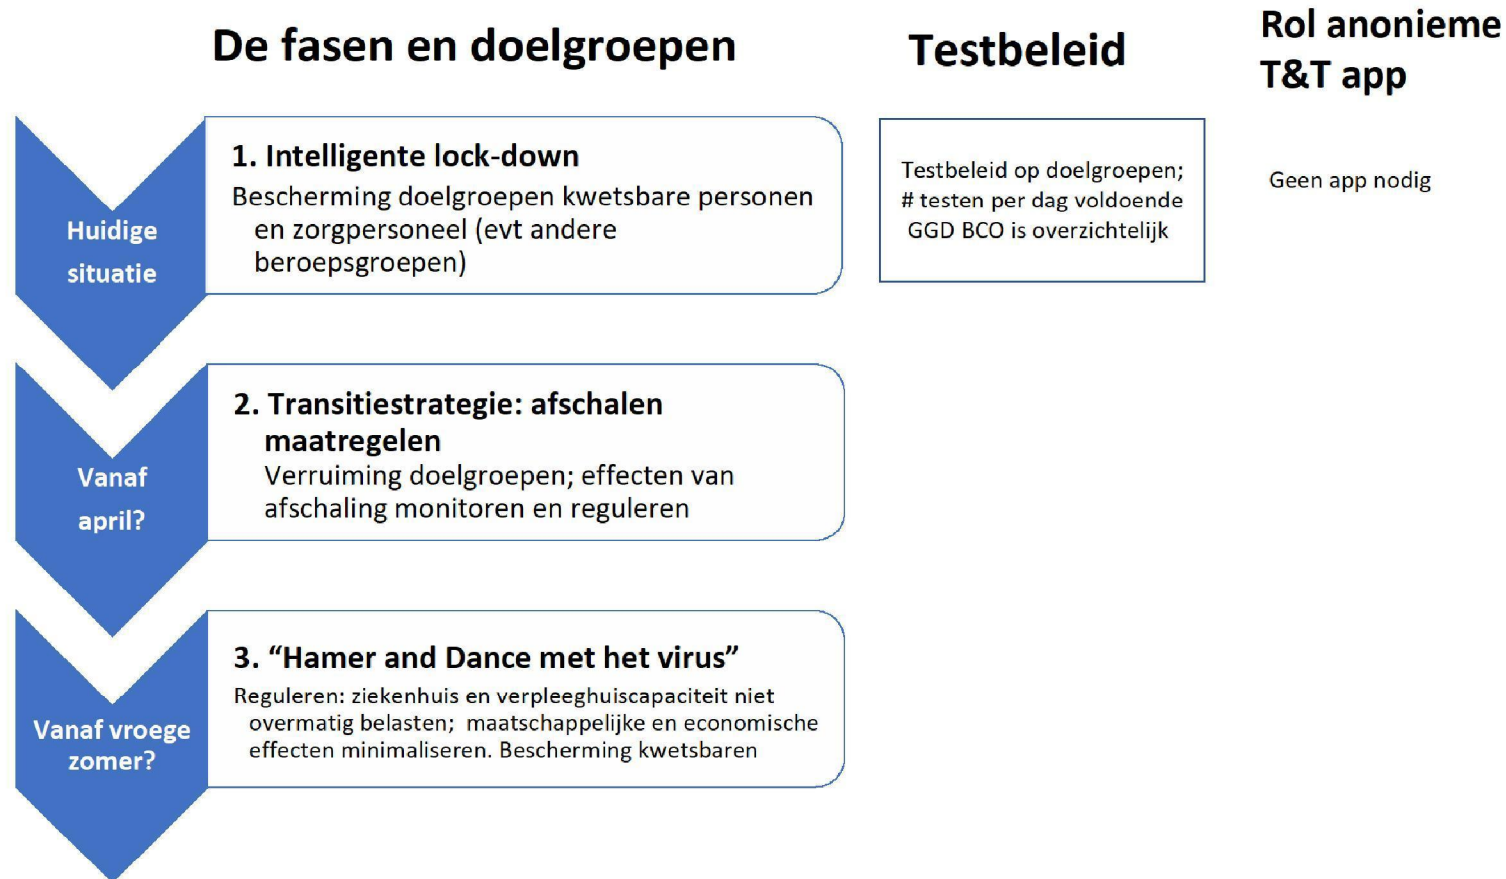 De fasen en doelgroepen
Testbeleid
Rol anonieme
T&T app
Huidige
situatie
1. Intelligente lock-down
Bescherming doelgroepen kwetsbare personen
en zorgpersoneel (evt andere
beroepsgroepen)
Testbeleid op doelgroepen;
# testen per dag voldoende
GGD BCO is overzichtelijk
Geen app nodig
Vanaf
april?
2. Transitiestrategie: afschalen
maatregelen
Verruiming doelgroepen; effecten van
afschaling monitoren en reguleren
Vanaf vroege
zomer?
3. “Hamer and Dance met het virus”
Reguleren: ziekenhuis en verpleeghuiscapaciteit niet
overmatig belasten; maatschappelijke en economische
effecten minimaliseren. Bescherming kwetsbaren